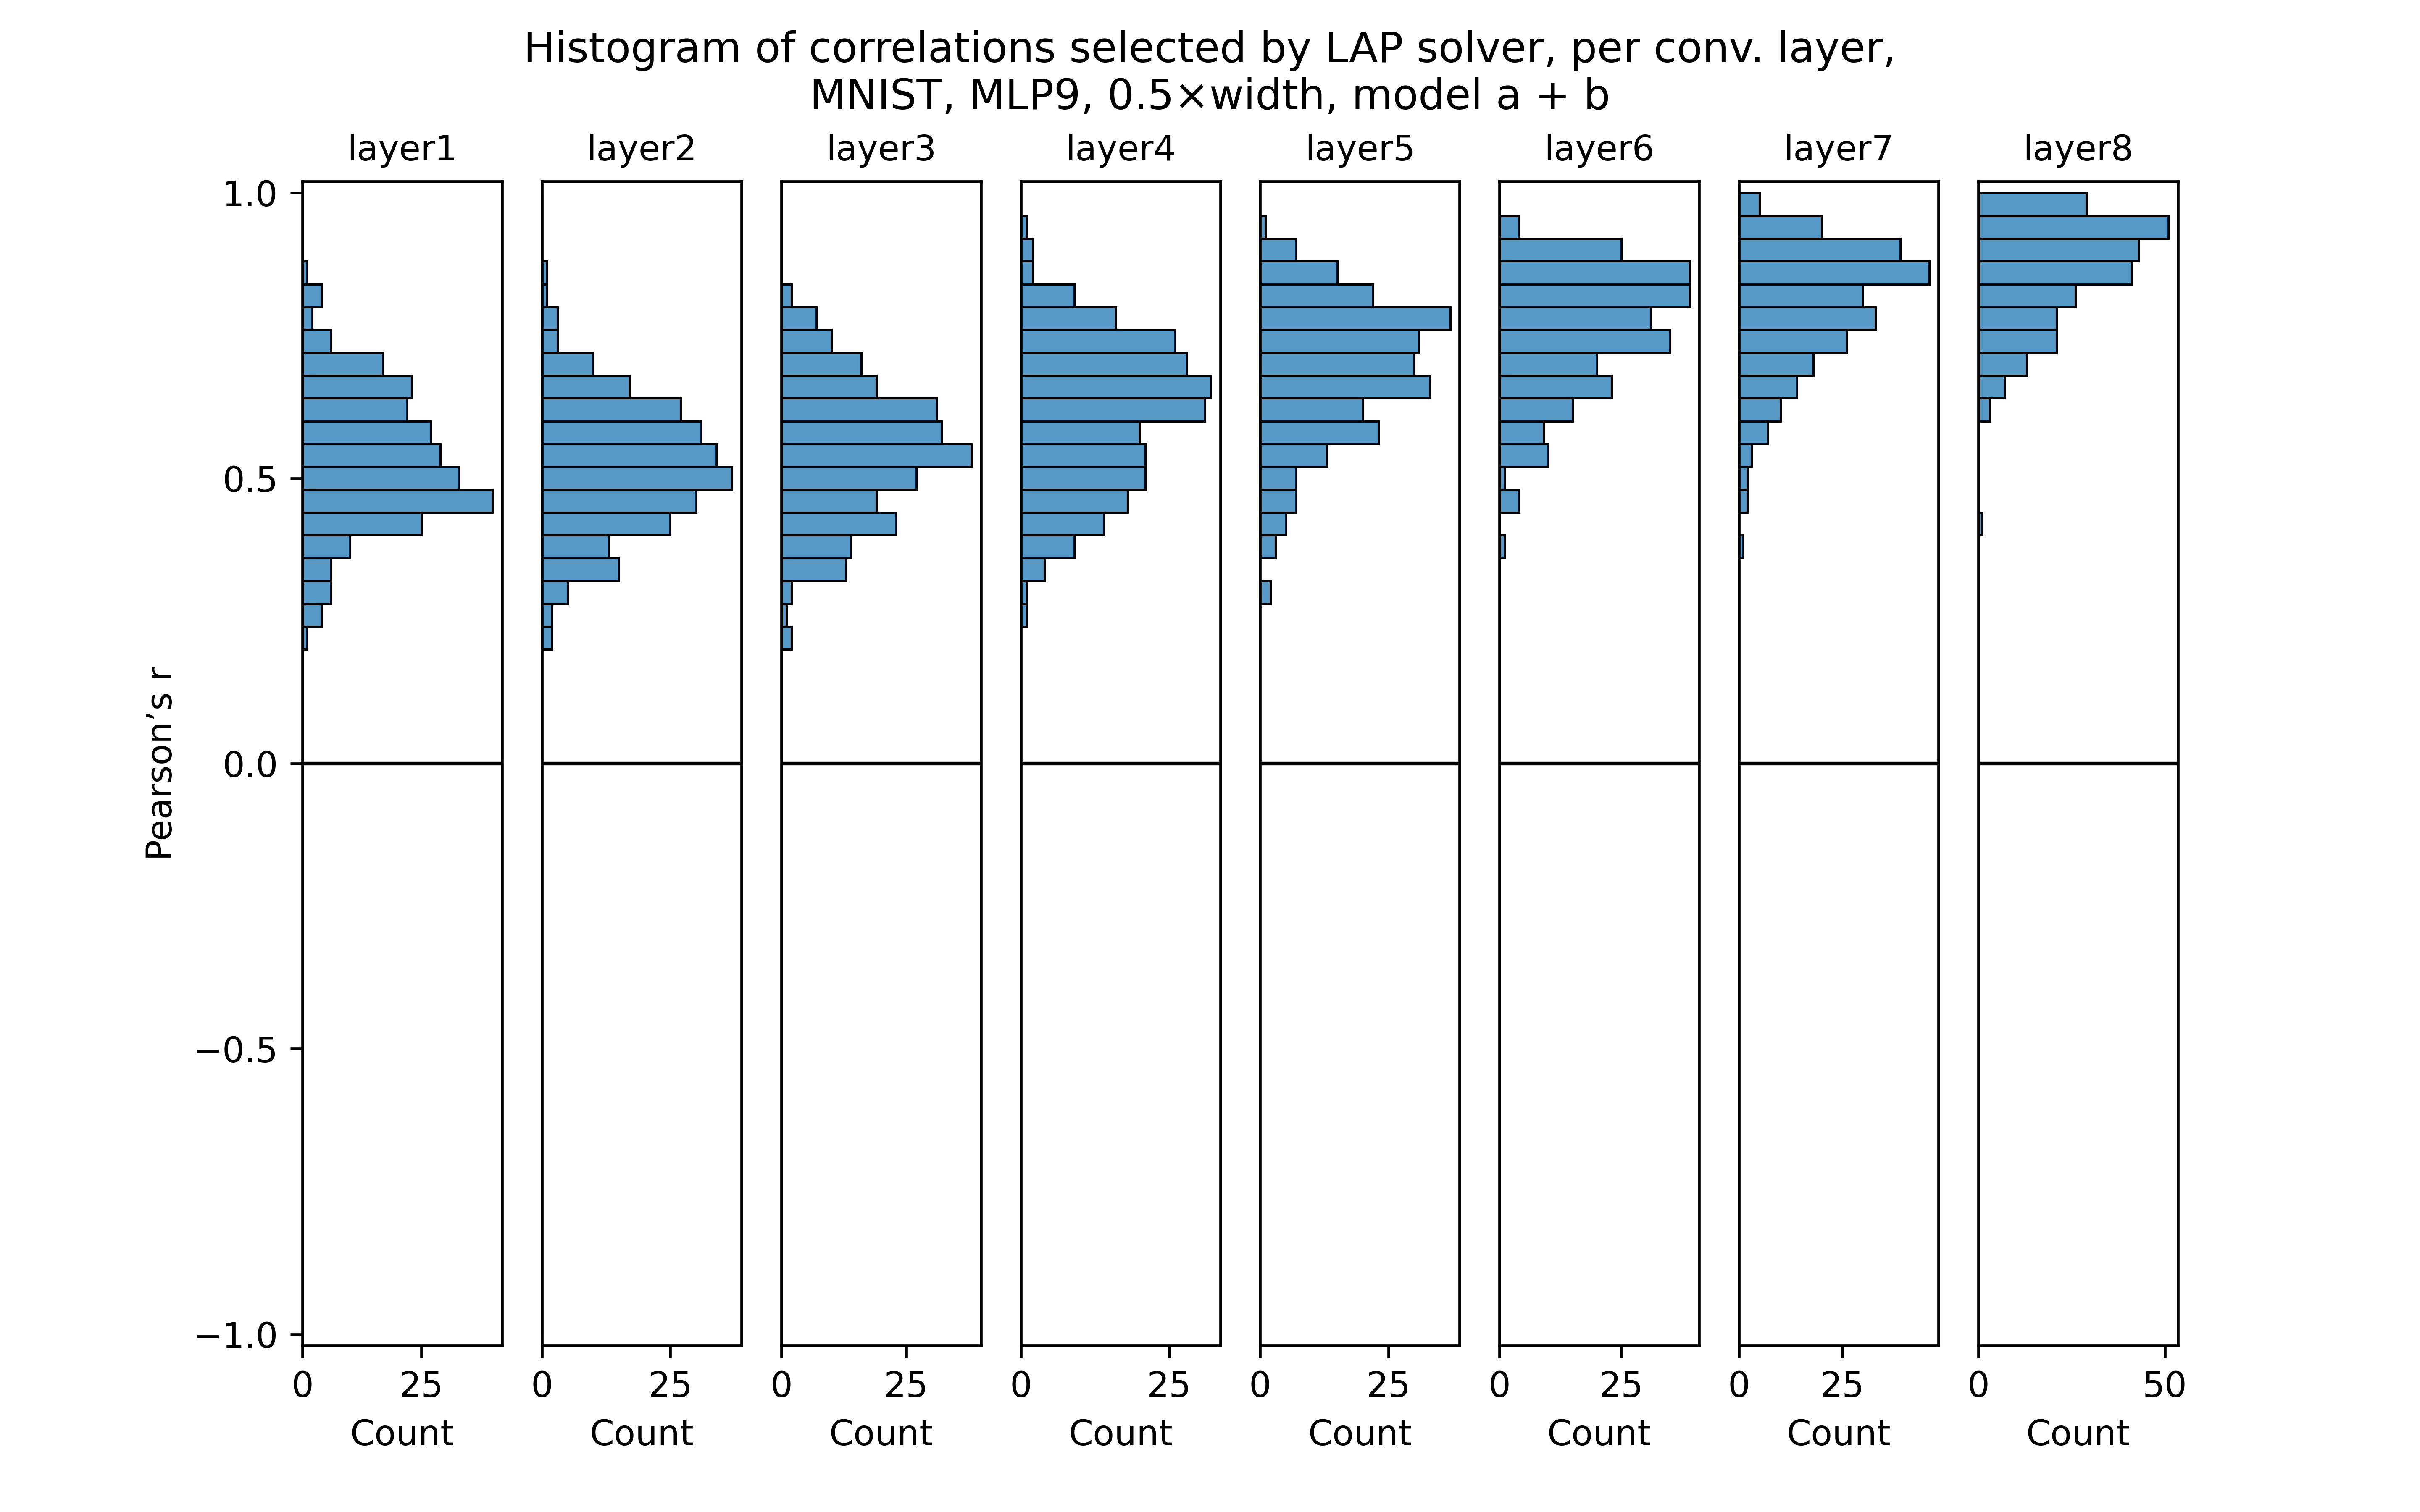 Histogram of correlations selected by LAP solver, per conv. layer,
MNIST, MLP9, 0.5×width, model a + b
layer1 layer2 layer3 layer4 layer5 layer6 layer7 layer8
1.0
0.5
0.0
−0.5
−1.0
Pearson’s r
0 25 0 25 0 25 0 25 0 25 0 25 0 25 0 50
Count Count Count Count Count Count Count Count